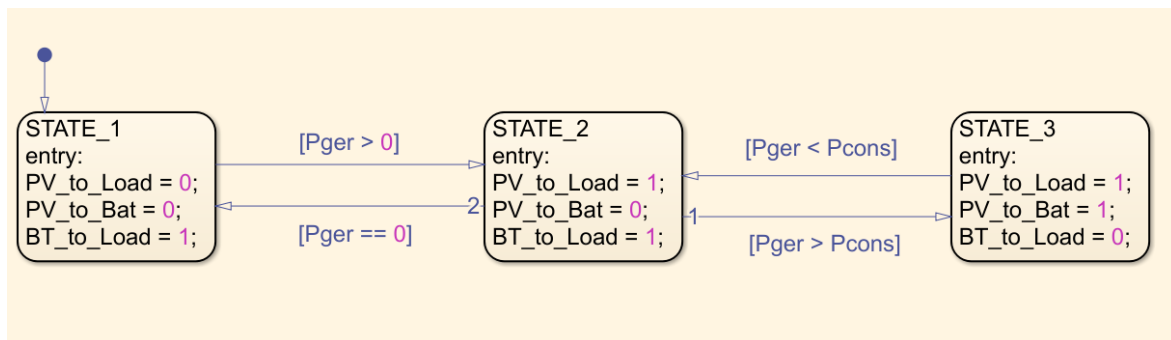 STATE_1
entry:
PV_to_Load = 0;
PV_to_Bat = 0;
BT_to_Load = 1;
[Pger > 0]
2
[Pger == 0]
STATE_2
entry:
PV_to_Load = 1;
PV_to_Bat = 0;
BT_to_Load = 1;
[Pger < Pcons]
1
[Pger > Pcons]
STATE_3
entry:
PV_to_Load = 1;
PV_to_Bat = 1;
BT_to_Load = 0;